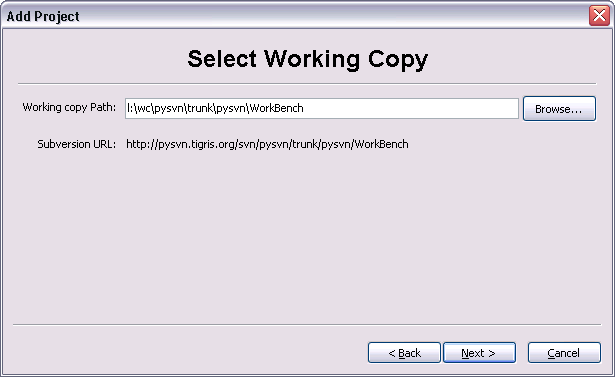 Add Project
Select Working Copy
Working copy Path: l:\wc\pysvn\trunk\pysvn\WorkBench Browse...
Subversion URL: http://pysvn.tigris.org/svn/pysvn/trunk/pysvn/WorkBench
< Back Next > Cancel